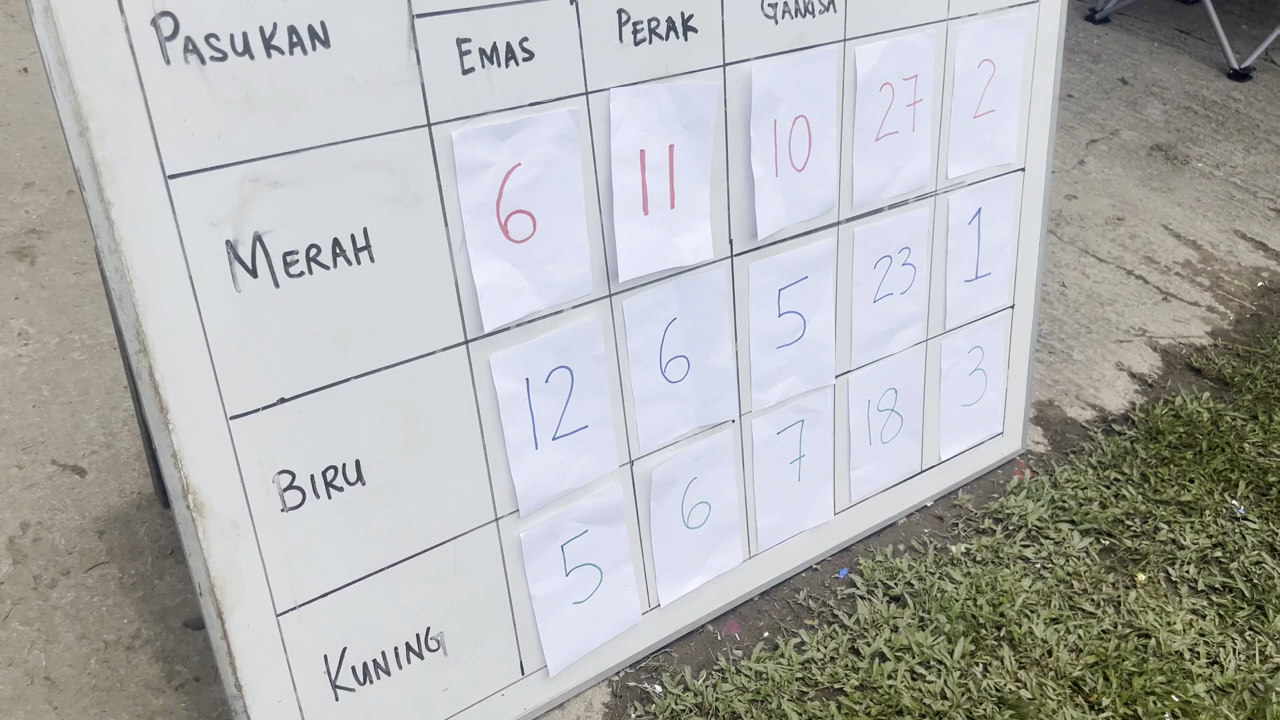 PASUKAN EMAS PERAK GANGSA
MERAH 6 11 10 27 2
BIRU 12 6 5 23 1
KUNING 5 6 7 18 3